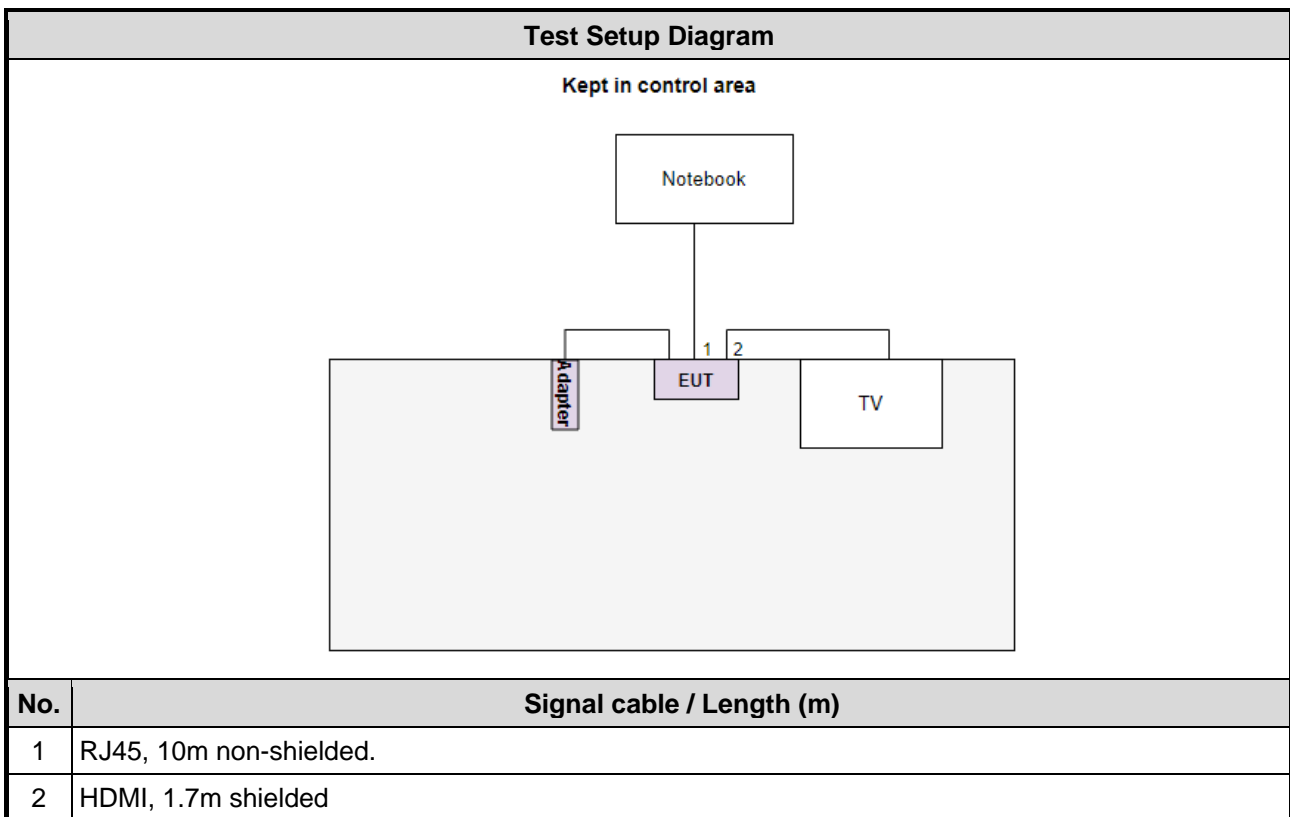 Test Setup Diagram
Kept in control area
Notebook
1 2
Adapter
EUT
TV
No. Signal cable / Length (m)
1 RJ45, 10m non-shielded.
2 HDMI, 1.7m shielded